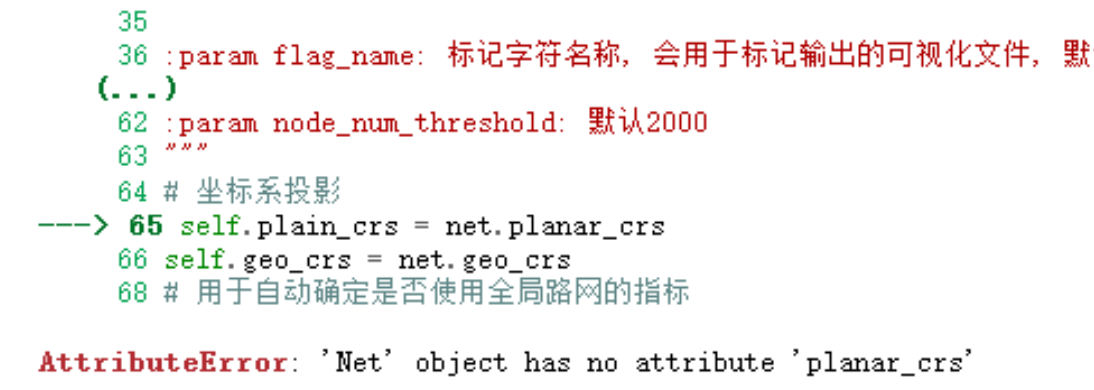 35
36 :param flag_name: 标记字符名称, 会用于标记输出的可视化文件, 默
(...)
62 :param node_num_threshold: 默认2000
63 """
64 # 坐标系投影
---> 65 self.plain_crs = net.planar_crs
66 self.geo_crs = net.geo_crs
68 # 用于自动确定是否使用全局路网的指标
AttributeError: 'Net' object has no attribute 'planar_crs'